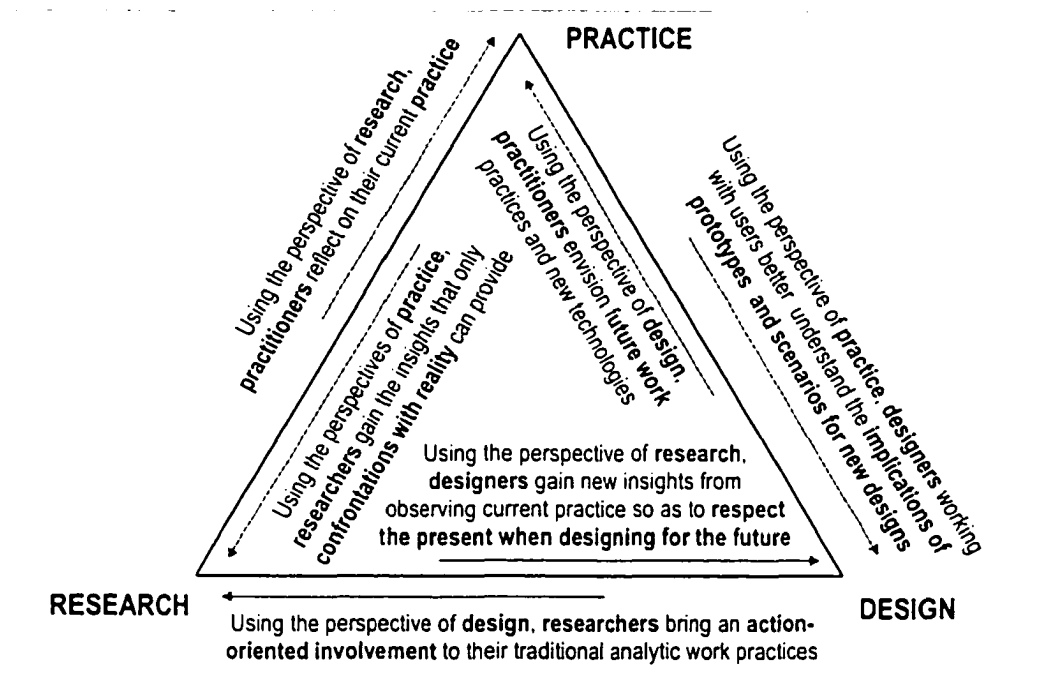 PRACTICE
Using the perspective of research,
practitioners reflect on their current practice
Using the perspectives of practice,
researchers gain the insights that only
confrontations with reality can provide
Using the perspective of design,
practitioners envision future work
practices and new technologies
Using the perspective of practice, designers working
with users better understand the implications of
prototypes and scenarios for new designs
Using the perspective of research,
designers gain new insights from
observing current practice so as to respect
the present when designing for the future
RESEARCH
DESIGN
Using the perspective of design, researchers bring an action-
oriented involvement to their traditional analytic work practices